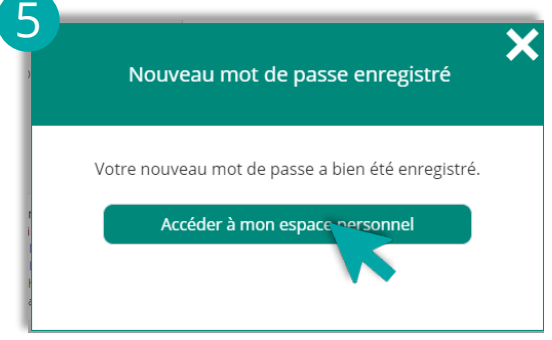 5
Nouveau mot de passe enregistré
Votre nouveau mot de passe a bien été enregistré.
Accéder à mon espace personnel